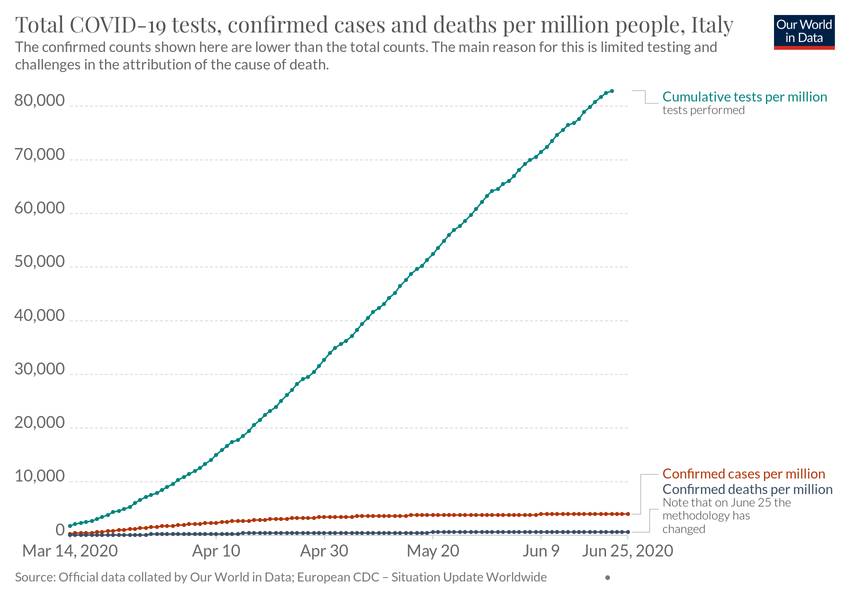 Total COVID-19 tests, confirmed cases and deaths per million people, Italy
Our World
in Data
The confirmed counts shown here are lower than the total counts. The main reason for this is limited testing and
challenges in the attribution of the cause of death.
80,000
70,000
60,000
50,000
40,000
30,000
20,000
10,000
0
Cumulative tests per million
tests performed
Confirmed cases per million
Confirmed deaths per million
Note that on June 25 the
methodology has
changed
Mar 14, 2020 Apr 10 Apr 30 May 20 Jun 9 Jun 25, 2020
Source: Official data collated by Our World in Data; European CDC – Situation Update Worldwide •